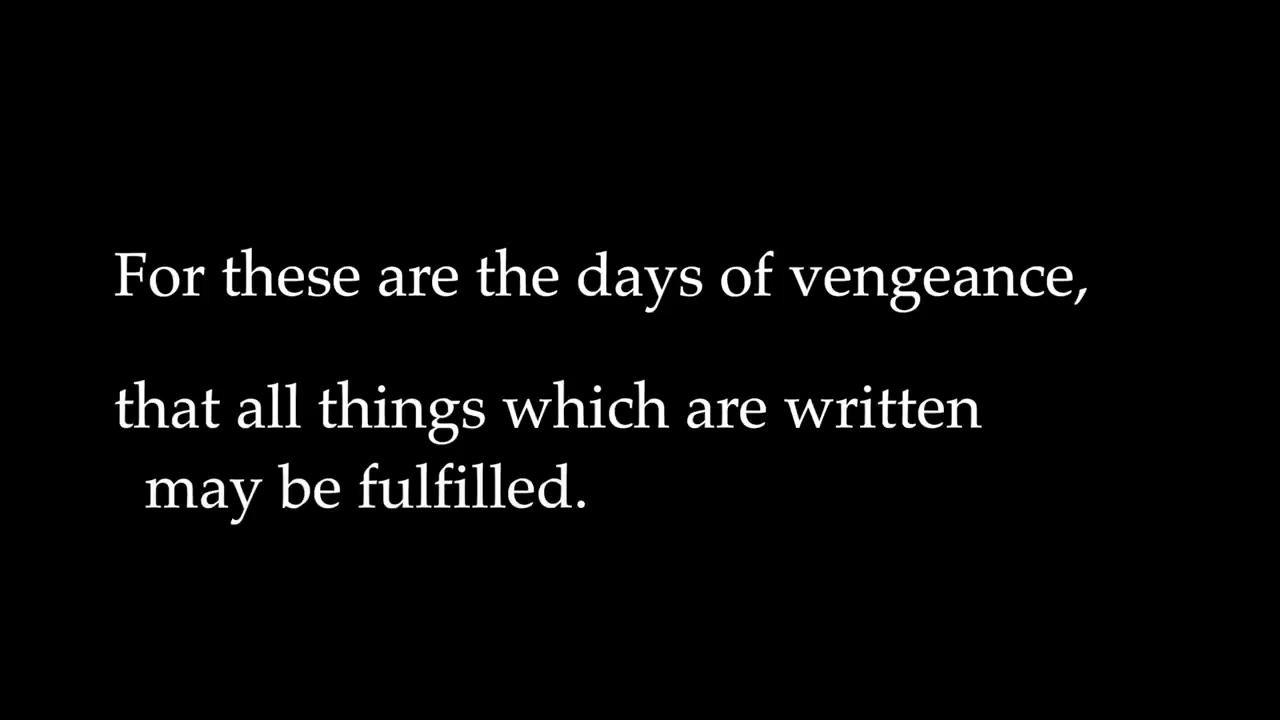 For these are the days of vengeance,
that all things which are written
may be fulfilled.